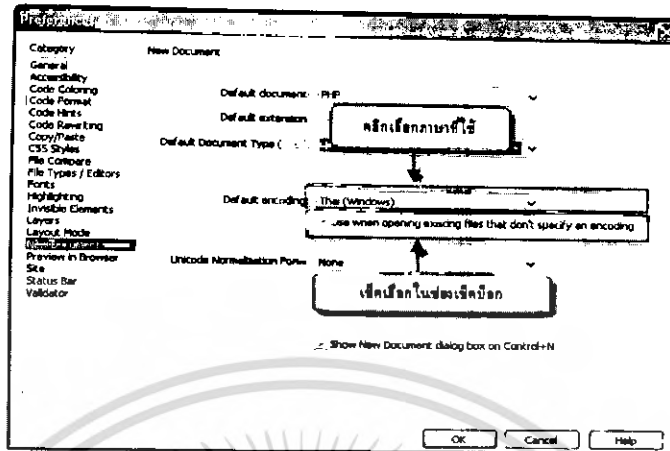 Preferences
Category
New Document
General
Accessibility
Code Coloring
Code Format
Code Hints
Code Rewriting
Copy/Paste
CSS Styles
File Compare
File Types / Editors
Fonts
Highlighting
Invisible Elements
Layers
Layout Mode
New Document
Preview in Browser
Site
Status Bar
Validator
Default document: PHP
Default extension
คลิกเลือกภาษาที่ใช้
Default Document Type (
Default encoding: Thai (Windows)
Use when opening existing files that don't specify an encoding
Unicode Normalization Form: None
เช็คเลือกในช่องเช็คบ็อก
Show New Document dialog box on Control+N
OK
Cancel
Help